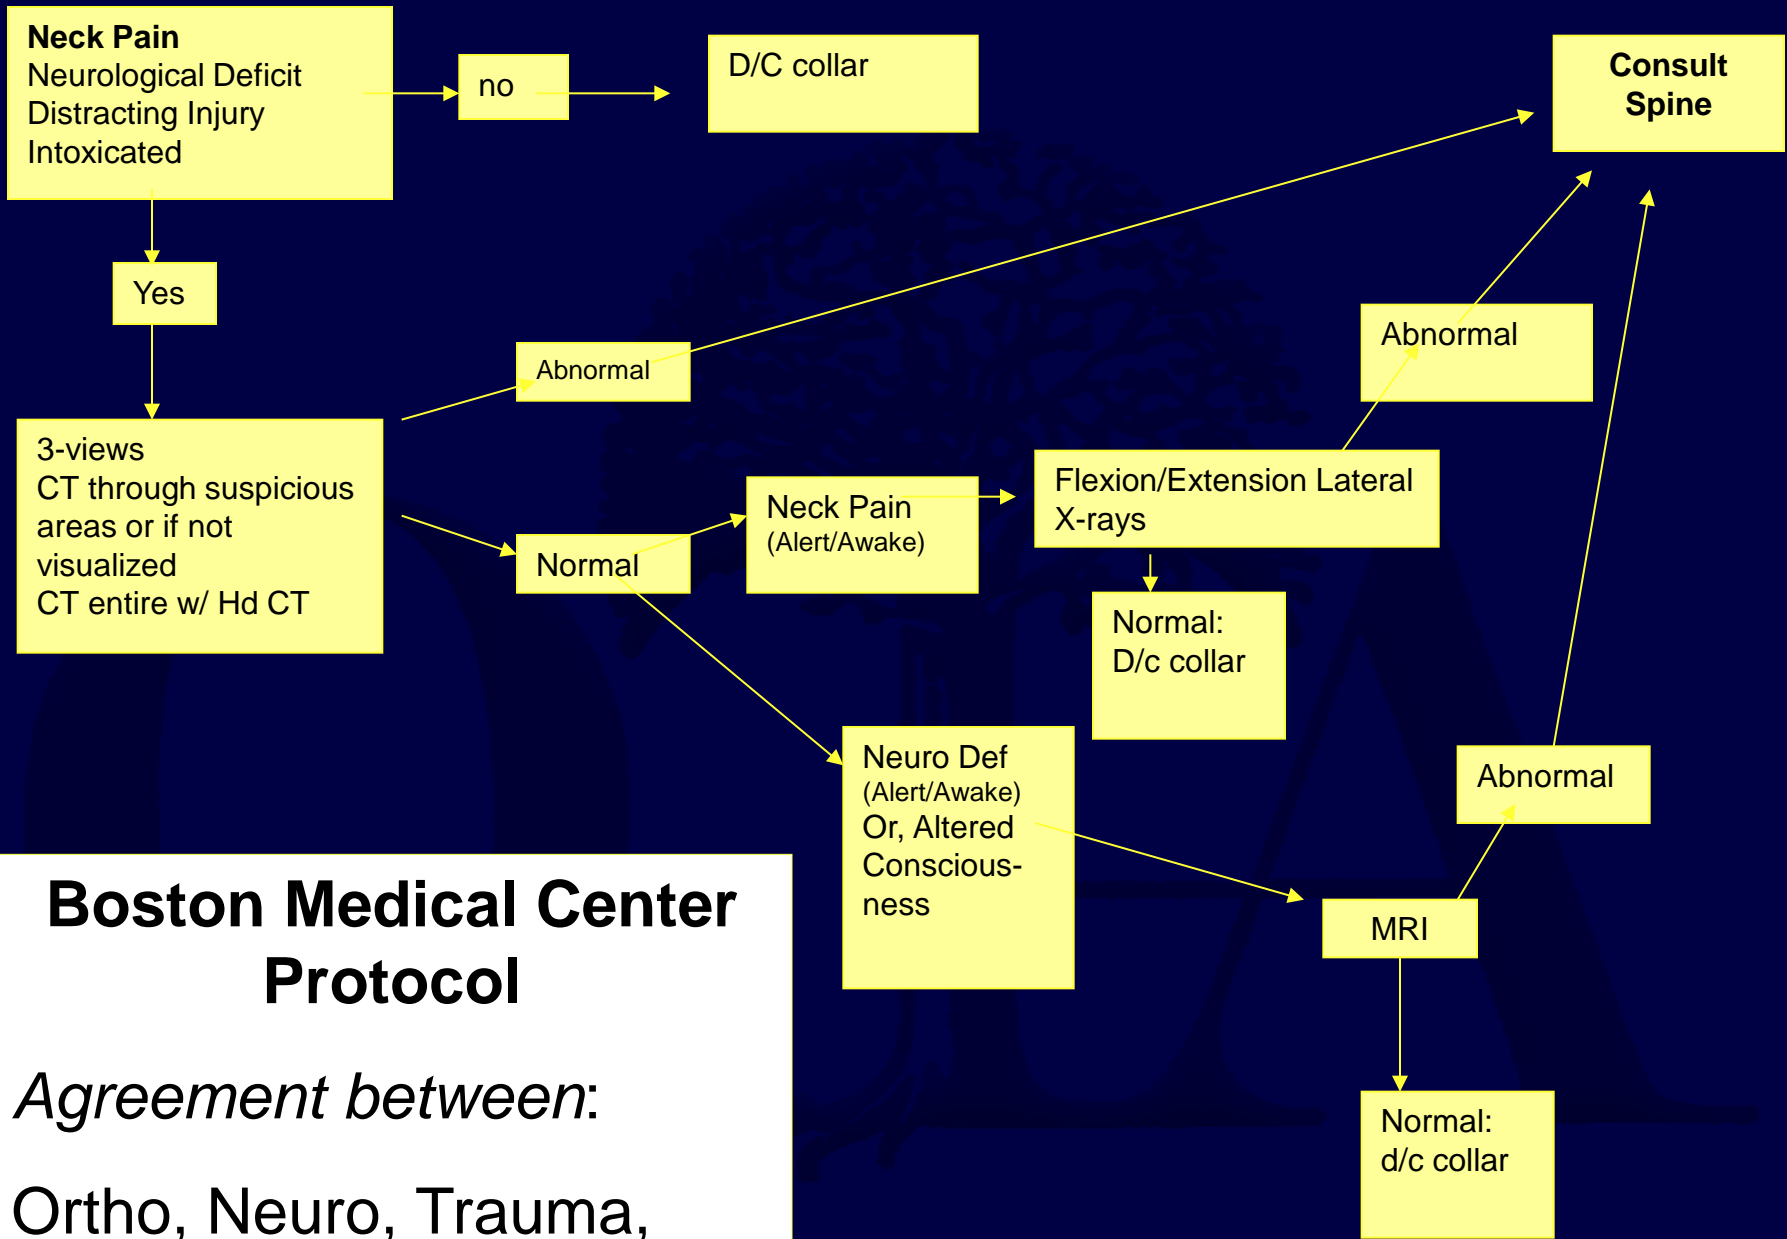 Neck Pain
Neurological Deficit
Distracting Injury
Intoxicated
no
D/C collar
Consult
Spine
Yes
Abnormal
Abnormal
3-views
CT through suspicious
areas or if not
visualized
CT entire w/ Hd CT
Normal
Neck Pain
(Alert/Awake)
Flexion/Extension Lateral
X-rays
Normal:
D/c collar
Neuro Def
(Alert/Awake)
Or, Altered
Conscious-
ness
Abnormal
MRI
Normal:
d/c collar
Boston Medical Center
Protocol
Agreement between:
Ortho, Neuro, Trauma,